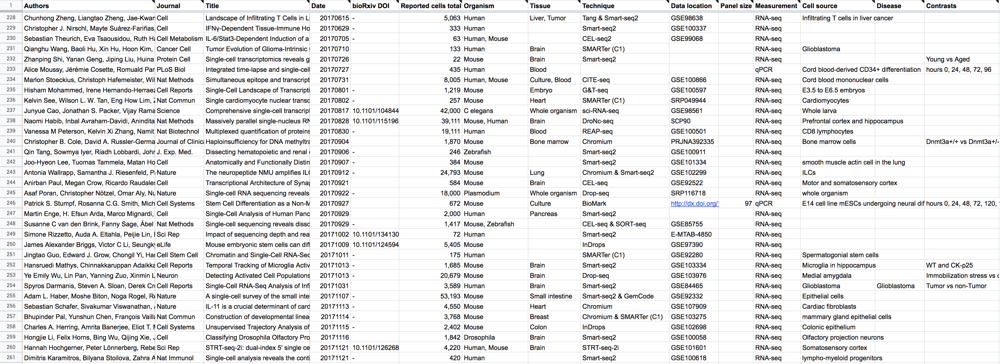 1 Authors Journal Title Date bioRxiv DOI Reported cells total Organism Tissue Technique Data location Panel size Measurement Cell source Disease Contrasts
228 Chunhong Zheng, Liangtao Zheng, Jae-Kwan Cell Landscape of Infiltrating T Cells in Li 20170615 - 5,063 Human Liver, Tumor Tang & Smart-seq2 GSE98638 RNA-seq Infiltrating T cells in liver cancer
229 Christopher J. Nirschl, Mayte Suárez-Fariñas, Cell IFNγ-Dependent Tissue-Immune Ho 20170629 - 333 Human Smart-seq2 GSE100337 RNA-seq
230 Sebastian Theurich, Eva Tsaousidou, Ruth Ha Cell Metabolism IL-6/Stat3-Dependent Induction of a 20170705 - 63 Human, Mouse CEL-seq2 GSE99068 RNA-seq
231 Qianghu Wang, Baoli Hu, Xin Hu, Hoon Kim, Cancer Cell Tumor Evolution of Glioma-Intrinsic 20170710 133 Human Brain SMARTer (C1) RNA-seq Glioblastoma
232 Zhanping Shi, Yanan Geng, Jiping Liu, Huina Protein Cell Single-cell transcriptomics reveals g 20170726 22 Mouse Brain Smart-seq2 RNA-seq Young vs Aged
233 Alice Moussy, Jérémie Cosette, Romuald Par PLoS Biol Integrated time-lapse and single-cell 20170727 435 Human Blood qPCR Cord blood-derived CD34+ differentiation hours 0, 24, 48, 72, 96
234 Marlon Stoeckius, Christoph Hafemeister, Wil Nat Methods Simultaneous epitope and transcript 20170731 8,005 Human, Mouse Culture, Blood CITE-seq GSE100866 RNA-seq Cord blood mononuclear cells
235 Hisham Mohammed, Irene Hernando-Herraez Cell Reports Single-Cell Landscape of Transcripti 20170801 - 1,219 Mouse Embryo G&T-seq GSE100597 RNA-seq E3.5 to E6.5 embryos
236 Kelvin See, Wilson L. W. Tan, Eng How Lim, Z Nat Commun Single cardiomyocyte nuclear transc 20170802 - 257 Mouse Heart SMARTer (C1) SRP049944 RNA-seq Cardiomyocytes
237 Junyue Cao, Jonathan S. Packer, Vijay Rama Science Comprehensive single-cell transcript 20170817 10.1101/104844 42,000 C elegans Whole organism sci-RNA-seq GSE98561 RNA-seq Whole larva
238 Naomi Habib, Inbal Avraham-Davidi, Anindita Nat Methods Massively parallel single-nucleus RN 20170828 10.1101/115196 39,111 Mouse, Human Brain DroNc-seq SCP90 RNA-seq Prefrontal cortex and hippocampus
239 Vanessa M Peterson, Kelvin Xi Zhang, Namit Nat Biotechnol Multiplexed quantification of proteins 20170830 - 19,111 Human Blood REAP-seq GSE100501 RNA-seq CD8 lymphocytes
240 Christopher B. Cole, David A. Russler-Germa Journal of Clinica Haploinsufficiency for DNA methyltra 20170904 1,870 Mouse Bone marrow Chromium PRJNA392335 RNA-seq Bone marrow cells Dnmt3a+/+ vs Dnmt3a+/-
241 Qin Tang, Sowmya Iyer, Riadh Lobbardi, John J. Exp. Med. Dissecting hematopoietic and renal 20170906 - 246 Zebrafish Smart-seq2 GSE100911 RNA-seq
242 Joo-Hyeon Lee, Tuomas Tammela, Matan Ho Cell Anatomically and Functionally Distin 20170907 - 384 Mouse Smart-seq2 GSE101334 RNA-seq smooth muscle actin cell in the lung
243 Antonia Wallrapp, Samantha J. Riesenfeld, Pa Nature The neuropeptide NMU amplifies ILC 20170912 - 24,793 Mouse Lung Chromium & Smart-seq2 GSE102299 RNA-seq ILCs
244 Anirban Paul, Megan Crow, Ricardo Raudales Cell Transcriptional Architecture of Synap 20170921 584 Mouse Brain CEL-seq GSE92522 RNA-seq Motor and somatosensory cortex
245 Asaf Poran, Christopher Nötzel, Omar Aly, Nu Nature Single-cell RNA sequencing reveals 20170922 - 18,000 Plasmodium Whole organism Drop-seq SRP116718 RNA-seq whole organism
246 Patrick S. Stumpf, Rosanna C.G. Smith, Mich Cell Systems Stem Cell Differentiation as a Non-M 20170927 672 Mouse Culture BioMark http://dx.doi.org/ 97 qPCR E14 cell line mESCs undergoing neural dif hours 0, 24, 48, 72, 120,
247 Martin Enge, H. Efsun Arda, Marco Mignardi, Cell Single-Cell Analysis of Human Panc 20170929 2,000 Human Pancreas Smart-seq2 RNA-seq
248 Susanne C van den Brink, Fanny Sage, Ábel Nat Methods Single-cell sequencing reveals disso 20170929 - 1,417 Mouse, Zebrafish CEL-seq & SORT-seq GSE85755 RNA-seq
249 Simone Rizzetto, Auda A. Eltahla, Peijie Lin, Sci Rep Impact of sequencing depth and rea 20171002 10.1101/134130 72 Human Smart-seq2 E-MTAB-4850 RNA-seq
250 James Alexander Briggs, Victor C Li, Seungky eLife Mouse embryonic stem cells can diff 20171009 10.1101/124594 5,405 Mouse InDrops GSE97390 RNA-seq
251 Jingtao Guo, Edward J. Grow, Chongil Yi, Har Cell Stem Cell Chromatin and Single-Cell RNA-Sec 20171011 - 175 Human SMARTer (C1) GSE92280 RNA-seq Spermatogonial stem cells
252 Hansruedi Mathys, Chinnakkaruppan Adaikka Cell Reports Temporal Tracking of Microglia Activ 20171013 - 1,685 Mouse Brain Smart-seq2 GSE103334 RNA-seq Microglia in hippocampus WT and CK-p25
253 Ye Emily Wu, Lin Pan, Yanning Zuo, Xinmin L Neuron Detecting Activated Cell Populations 20171013 - 20,679 Mouse Brain Drop-seq GSE103976 RNA-seq Medial amygdala Immobilization stress vs c
254 Spyros Darmanis, Steven A. Sloan, Derek Cro Cell Reports Single-Cell RNA-Seq Analysis of Infi 20171031 3,589 Human Brain Smart-seq2 GSE84465 RNA-seq Glioblastoma Glioblastoma Tumor vs non-Tumor
255 Adam L. Haber, Moshe Biton, Noga Rogel, Re Nature A single-cell survey of the small inte 20171107 - 53,193 Mouse Small intestine Smart-seq2 & GemCode GSE92332 RNA-seq Epithelial cells
256 Sebastian Schafer, Sivakumar Viswanathan, Nature IL-11 is a crucial determinant of card 20171113 - 4,550 Mouse Heart Chromium GSE107909 RNA-seq Cardiac fibroblasts
257 Bhupinder Pal, Yunshun Chen, François Vailla Nat Commun Construction of developmental linea 20171114 - 3,768 Mouse Breast Chromium & SMARTer (C1) GSE103275 RNA-seq mammary gland epithelial cells
258 Charles A. Herring, Amrita Banerjee, Eliot T. M Cell Systems Unsupervised Trajectory Analysis of 20171115 - 2,402 Mouse Colon InDrops GSE102698 RNA-seq Colonic epithelium
259 Hongjie Li, Felix Horns, Bing Wu, Qijing Xie, J Cell Classifying Drosophila Olfactory Pro 20171116 1,842 Drosophila Brain Smart-seq2 GSE100058 RNA-seq Olfactory projection neurons
260 Hannah Hochgerner, Peter Lönnerberg, Rebe Sci Rep STRT-seq-2i: dual-index 5' single ce 20171121 10.1101/126268 4,220 Human, Mouse Brain STRT-seq-2i GSE101601 RNA-seq Somatosensory cortex
261 Dimitris Karamitros, Bilyana Stoilova, Zahra A Nat Immunol Single-cell analysis reveals the conti 20171121 - 420 Human Smart-seq2 GSE100618 RNA-seq lympho-myeloid progenitors